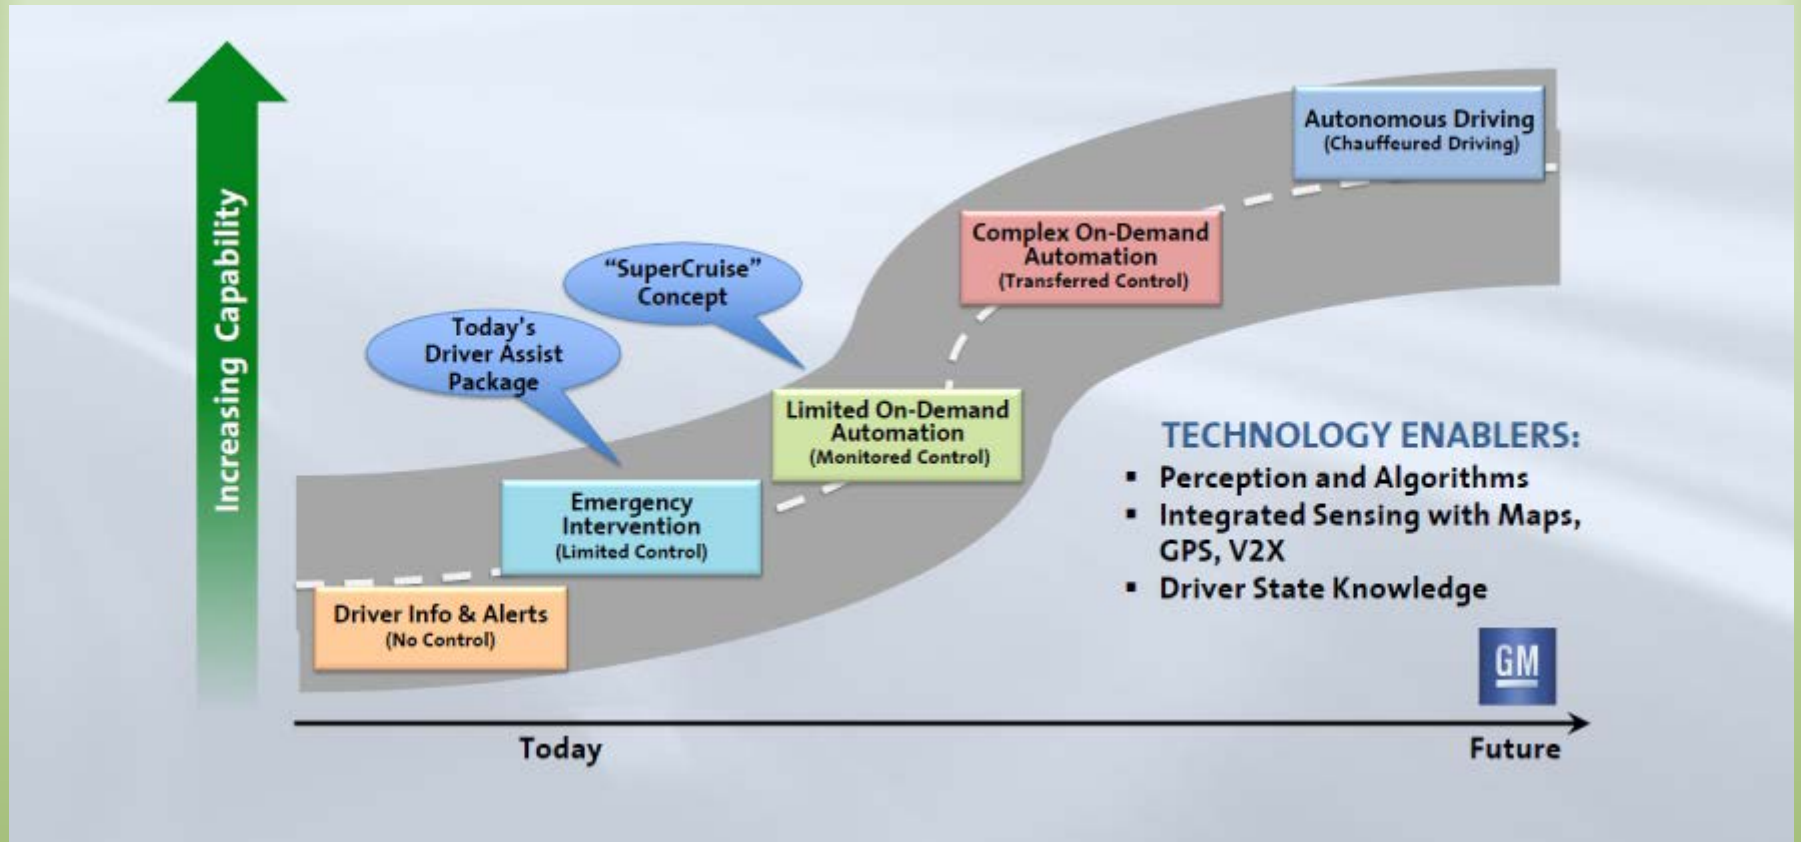 Increasing Capability
Autonomous Driving
(Chauffeured Driving)
Complex On-Demand
Automation
(Transferred Control)
“SuperCruise”
Concept
Today’s
Driver Assist
Package
Limited On-Demand
Automation
(Monitored Control)
Emergency
Intervention
(Limited Control)
Driver Info & Alerts
(No Control)
TECHNOLOGY ENABLERS:
▪ Perception and Algorithms
▪ Integrated Sensing with Maps,
GPS, V2X
▪ Driver State Knowledge
GM
Today
Future